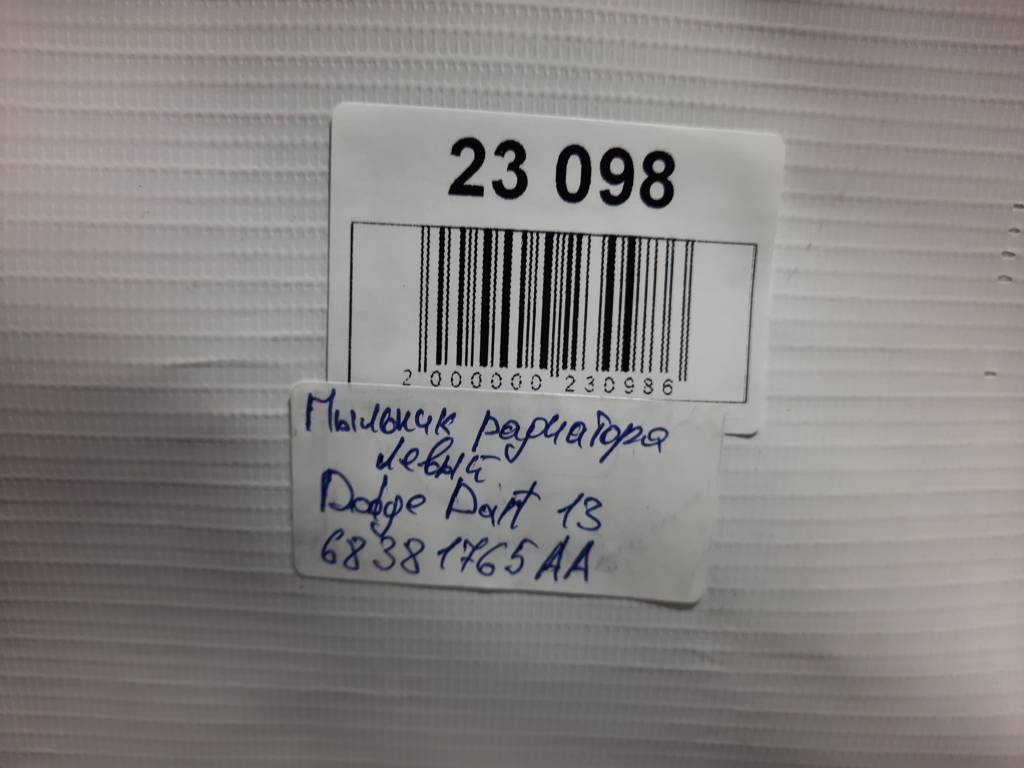 23 098
2 000000 230986
Пыльник радиатора
левый
Dodge Dart 13
68381765AA